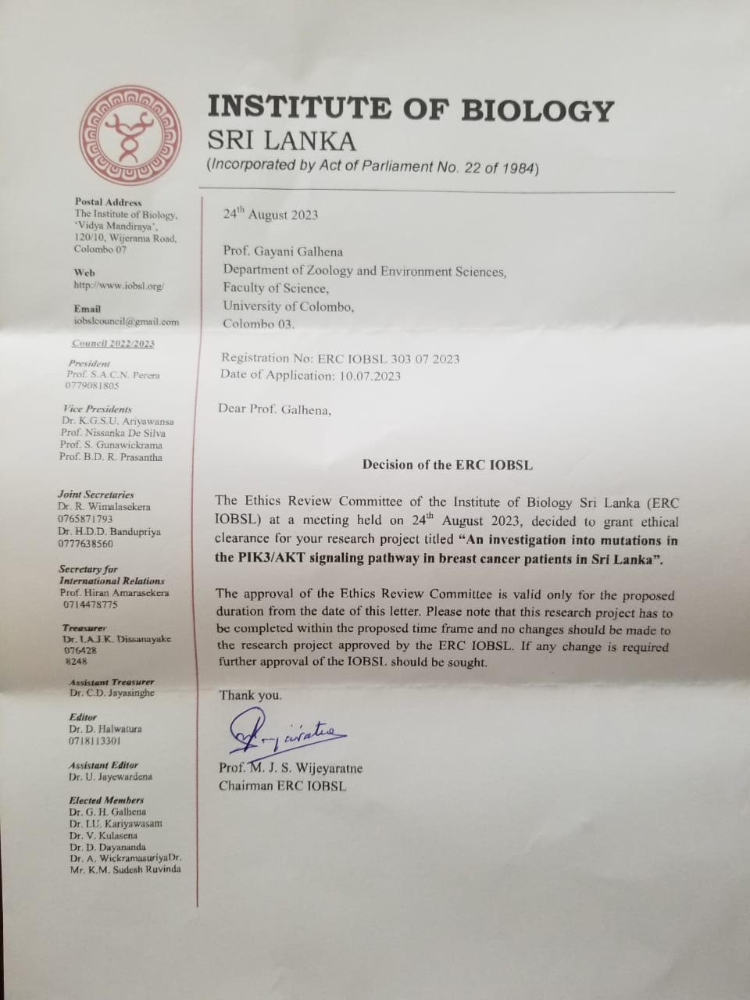 INSTITUTE OF BIOLOGY
SRI LANKA
(Incorporated by Act of Parliament No. 22 of 1984)
Postal Address
The Institute of Biology,
'Vidya Mandiraya',
120/10, Wijerama Road,
Colombo 07
Web
http://www.iobsl.org/
Email
iobslcouncil@gmail.com
Council 2022/2023
President
Prof. S.A.C.N. Perera
0779081805
Vice Presidents
Dr. K.G.S.U. Ariyawansa
Prof. Nissanka De Silva
Prof. S. Gunawickrama
Prof. B.D. R. Prasantha
Joint Secretaries
Dr. R. Wimalasekera
0765871793
Dr. H.D.D. Bandupriya
0777638560
Secretary for
International Relations
Prof. Hiran Amarasekera
0714478775
Treasurer
Dr. I.A.J.K. Dissanayake
076428
8248
Assistant Treasurer
Dr. C.D. Jayasinghe
Editor
Dr. D. Halwatura
0718113301
Assistant Editor
Dr. U. Jayewardena
Elected Members
Dr. G. H. Galhena
Dr. I.U. Kariyawasam
Dr. V. Kulasena
Dr. D. Dayananda
Dr. A. WickramasuriyaDr.
Mr. K.M. Sudesh Ruvinda
24th August 2023
Prof. Gayani Galhena
Department of Zoology and Environment Sciences,
Faculty of Science,
University of Colombo,
Colombo 03.
Registration No: ERC IOBSL 303 07 2023
Date of Application: 10.07.2023
Dear Prof. Galhena,
Decision of the ERC IOBSL
The Ethics Review Committee of the Institute of Biology Sri Lanka (ERC
IOBSL) at a meeting held on 24th August 2023, decided to grant ethical
clearance for your research project titled “An investigation into mutations in
the PIK3/AKT signaling pathway in breast cancer patients in Sri Lanka”.
The approval of the Ethics Review Committee is valid only for the proposed
duration from the date of this letter. Please note that this research project has to
be completed within the proposed time frame and no changes should be made to
the research project approved by the ERC IOBSL. If any change is required
further approval of the IOBSL should be sought.
Thank you.
Prof. M. J. S. Wijeyaratne
Chairman ERC IOBSL